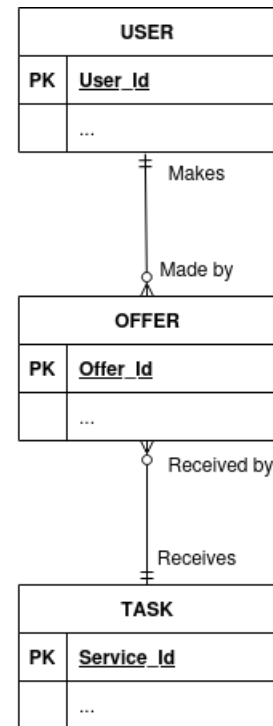 USER
PK User_Id
...
Makes
Made by
OFFER
PK Offer_Id
...
Received by
Receives
TASK
PK Service_Id
...